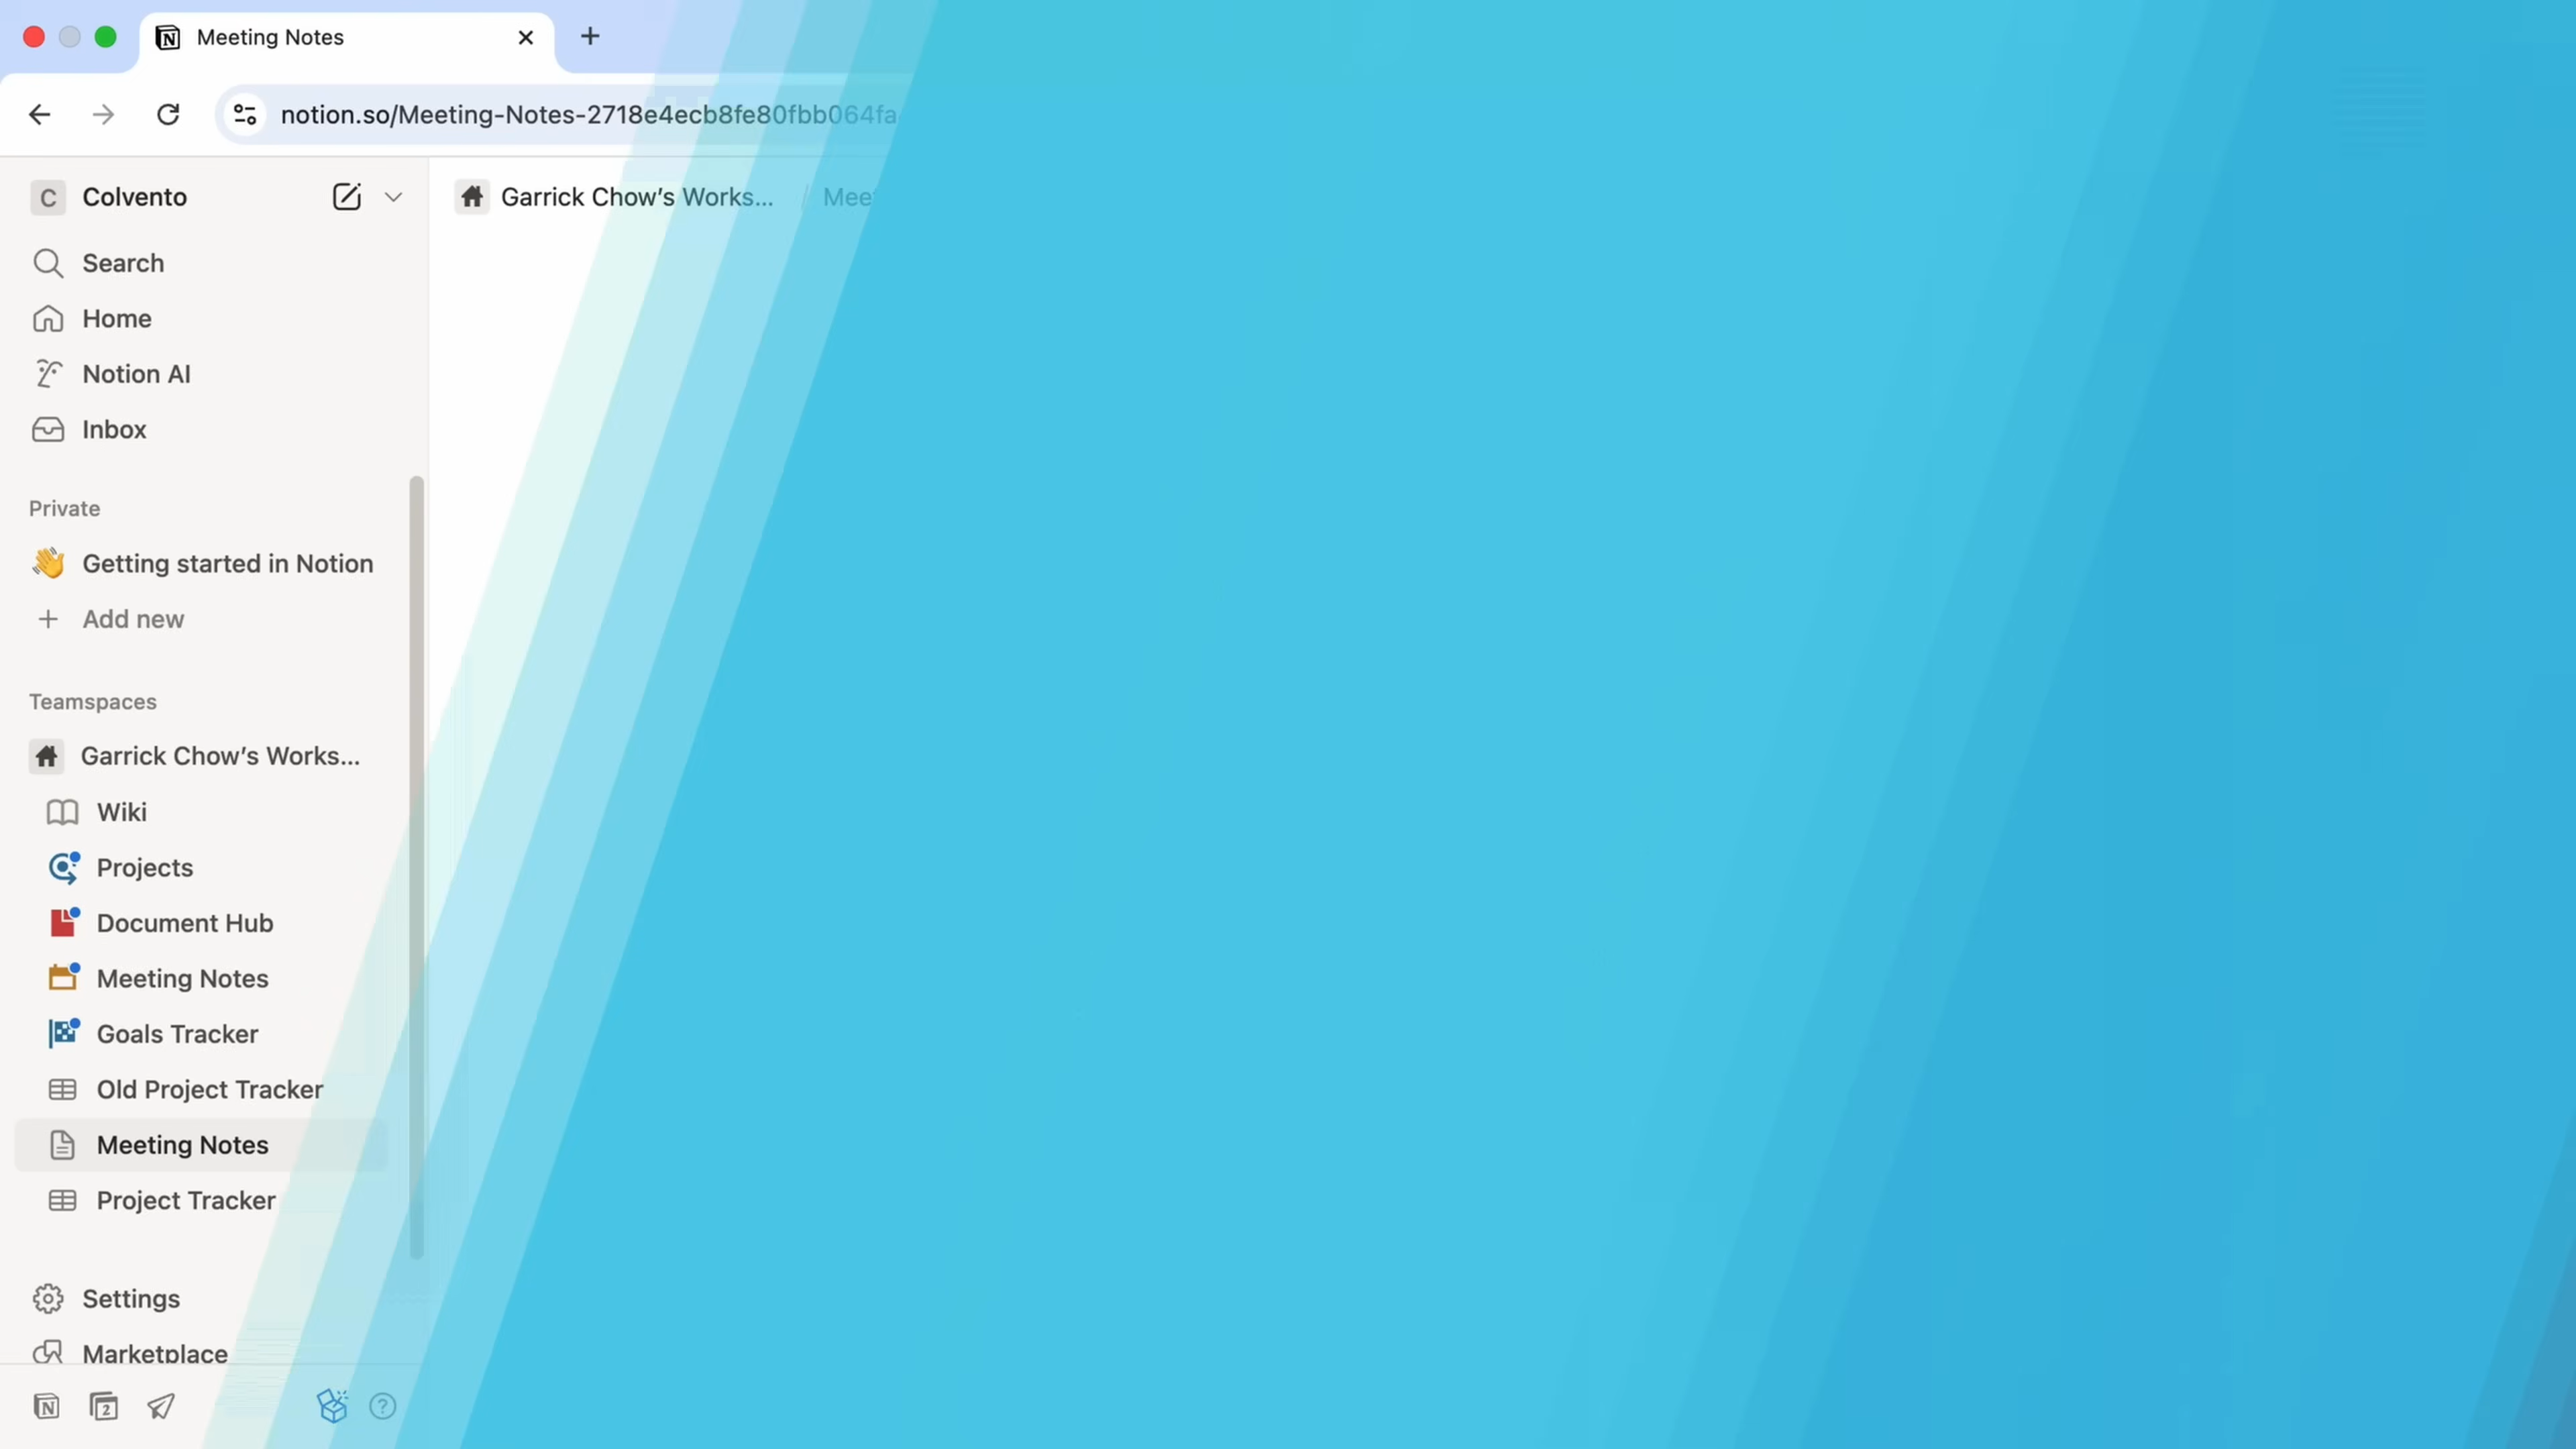 Meeting Notes
notion.so/Meeting-Notes-2718e4ecb8fe80fbb064fa
C Colvento
Garrick Chow’s Works... / Mee
Search
Home
Notion AI
Inbox
Private
👋 Getting started in Notion
+ Add new
Teamspaces
Garrick Chow’s Works...
Wiki
Projects
Document Hub
Meeting Notes
Goals Tracker
Old Project Tracker
Meeting Notes
Project Tracker
Settings
Marketplace
2